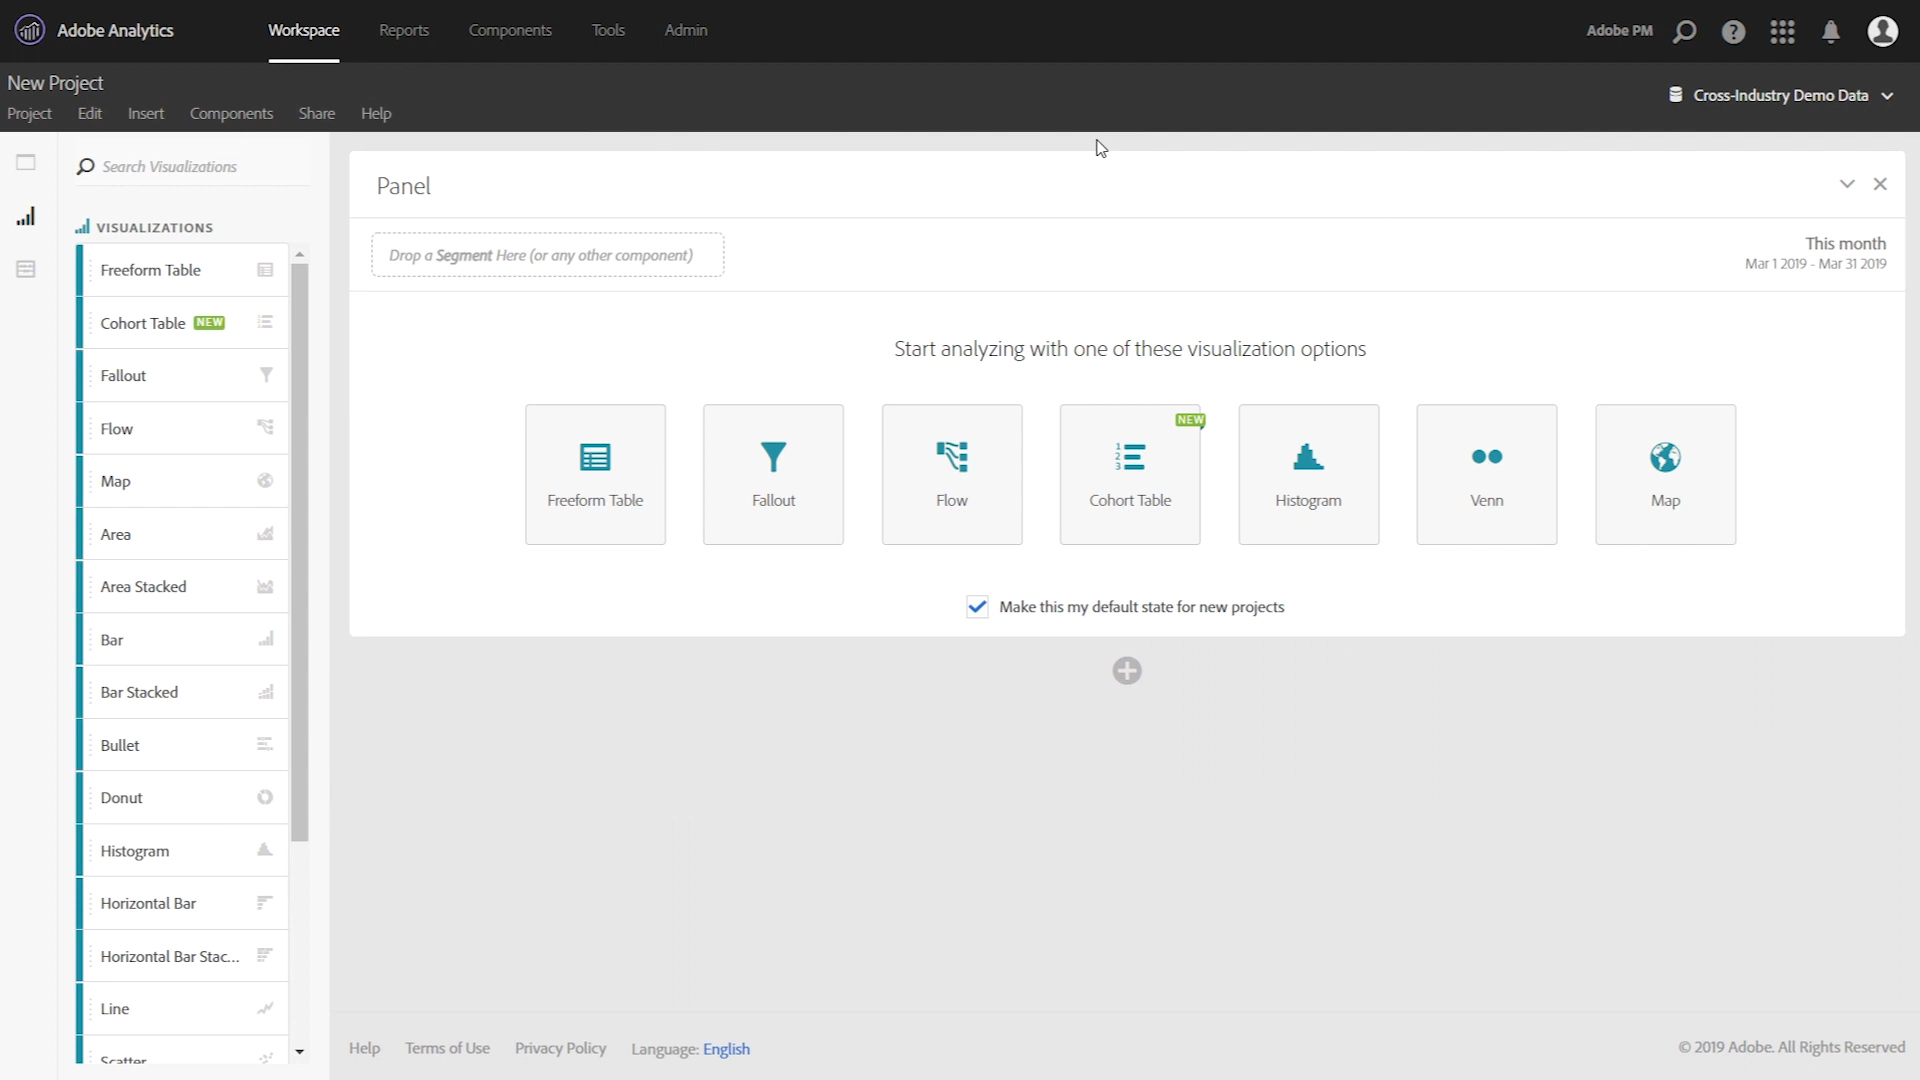 Adobe Analytics
Workspace
Reports
Components
Tools
Admin
Adobe PM
New Project
Project
Edit
Insert
Components
Share
Help
Cross-Industry Demo Data
Search Visualizations
VISUALIZATIONS
Freeform Table
Cohort Table NEW
Fallout
Flow
Map
Area
Area Stacked
Bar
Bar Stacked
Bullet
Donut
Histogram
Horizontal Bar
Horizontal Bar Stac...
Line
Scatter
Panel
Drop a Segment Here (or any other component)
This month
Mar 1 2019 - Mar 31 2019
Start analyzing with one of these visualization options
Freeform Table
Fallout
Flow
NEW
1
2
3
Cohort Table
Histogram
Venn
Map
Make this my default state for new projects
Help
Terms of Use
Privacy Policy
Language: English
© 2019 Adobe. All Rights Reserved